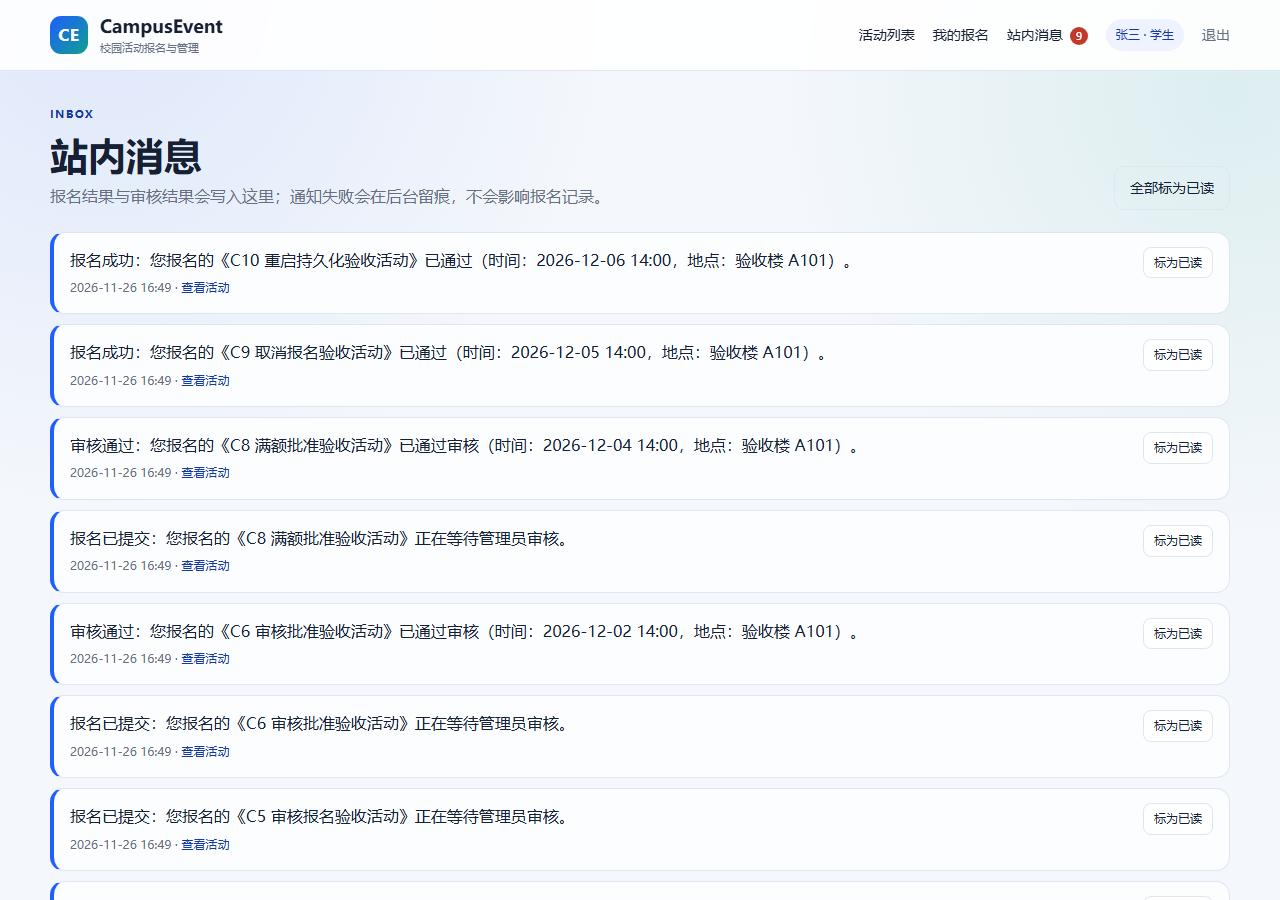 CE
CampusEvent
校园活动报名与管理
活动列表 我的报名 站内消息 9 张三 · 学生 退出
INBOX
站内消息
报名结果与审核结果会写入这里；通知失败会在后台留痕，不会影响报名记录。
全部标为已读
报名成功：您报名的《C10 重启持久化验收活动》已通过（时间：2026-12-06 14:00，地点：验收楼 A101）。
标为已读
2026-11-26 16:49 · 查看活动
报名成功：您报名的《C9 取消报名验收活动》已通过（时间：2026-12-05 14:00，地点：验收楼 A101）。
标为已读
2026-11-26 16:49 · 查看活动
审核通过：您报名的《C8 满额批准验收活动》已通过审核（时间：2026-12-04 14:00，地点：验收楼 A101）。
标为已读
2026-11-26 16:49 · 查看活动
报名已提交：您报名的《C8 满额批准验收活动》正在等待管理员审核。
标为已读
2026-11-26 16:49 · 查看活动
审核通过：您报名的《C6 审核批准验收活动》已通过审核（时间：2026-12-02 14:00，地点：验收楼 A101）。
标为已读
2026-11-26 16:49 · 查看活动
报名已提交：您报名的《C6 审核批准验收活动》正在等待管理员审核。
标为已读
2026-11-26 16:49 · 查看活动
报名已提交：您报名的《C5 审核报名验收活动》正在等待管理员审核。
标为已读
2026-11-26 16:49 · 查看活动